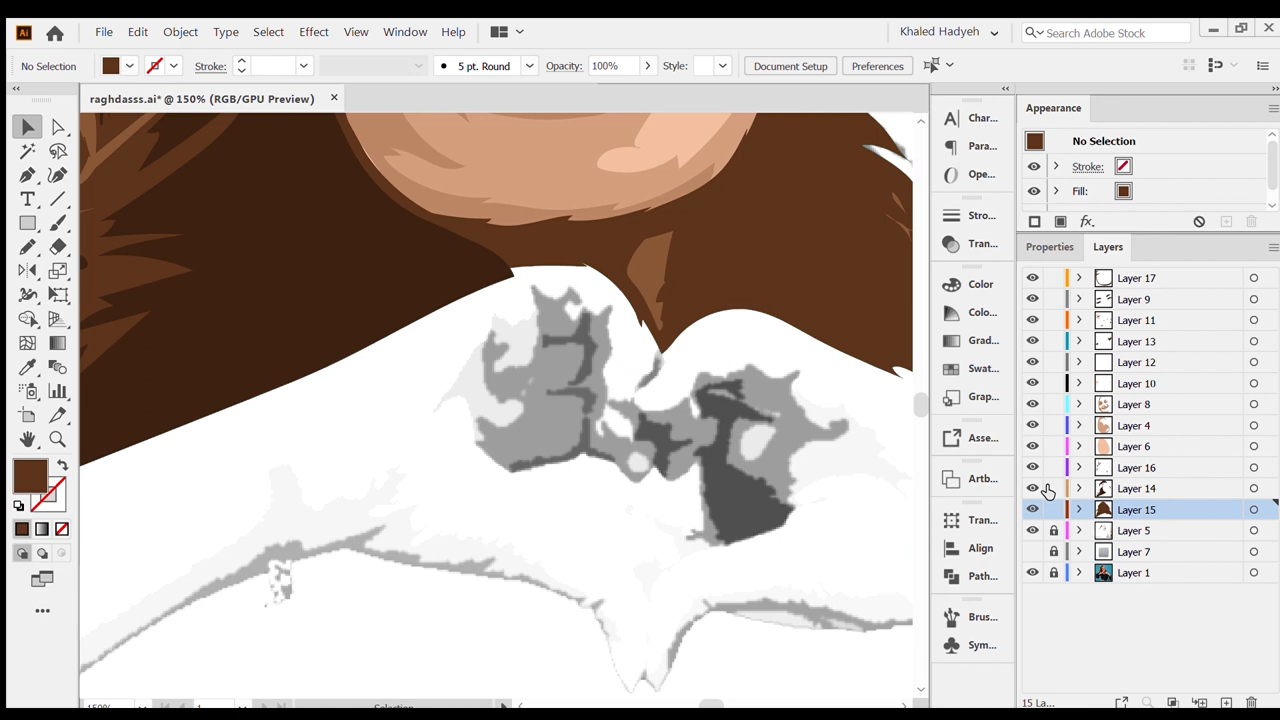 Ai File Edit Object Type Select Effect View Window Help Khaled Hadyeh Search Adobe Stock
No Selection Stroke: 5 pt. Round Opacity: 100% Style: Document Setup Preferences
raghdasss.ai* @ 150% (RGB/GPU Preview)
Char...
Para...
Ope...
Stro...
Tran...
Color
Colo...
Grad...
Swat...
Grap...
Asse...
Artb...
Tran...
Align
Path...
Brus...
Sym...
Appearance
No Selection
Stroke:
Fill:
fx
Properties Layers
Layer 17
Layer 9
Layer 11
Layer 13
Layer 12
Layer 10
Layer 8
Layer 4
Layer 6
Layer 16
Layer 14
Layer 15
Layer 5
Layer 7
Layer 1
150% 1 Selection 15 La...